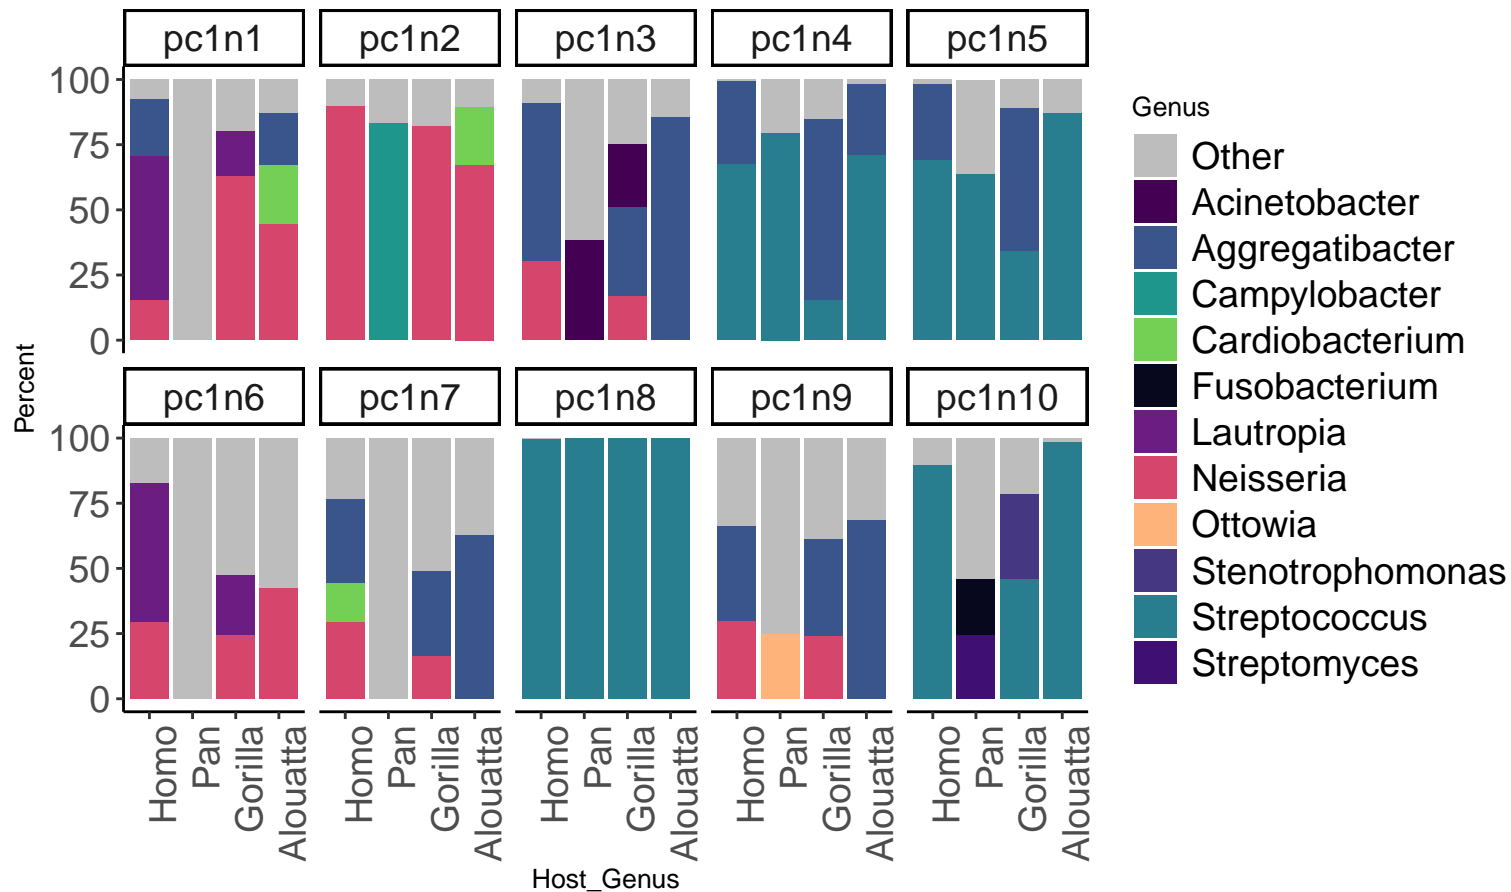 pc1n1 pc1n2 pc1n3 pc1n4 pc1n5
100
75
50
25
0
Percent
pc1n6 pc1n7 pc1n8 pc1n9 pc1n10
100
75
50
25
0
Homo Pan Gorilla Alouatta Homo Pan Gorilla Alouatta Homo Pan Gorilla Alouatta Homo Pan Gorilla Alouatta Homo Pan Gorilla Alouatta
Host_Genus
Genus
Other
Acinetobacter
Aggregatibacter
Campylobacter
Cardiobacterium
Fusobacterium
Lautropia
Neisseria
Ottowia
Stenotrophomonas
Streptococcus
Streptomyces